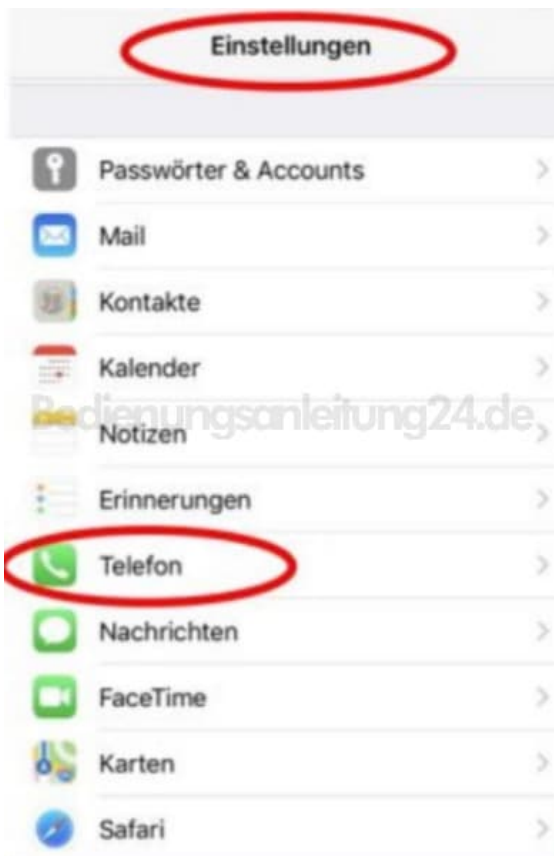 Einstellungen
Passwörter & Accounts
Mail
Kontakte
Kalender
Bedienungsanleitung24.de
Notizen
Erinnerungen
Telefon
Nachrichten
FaceTime
Karten
Safari